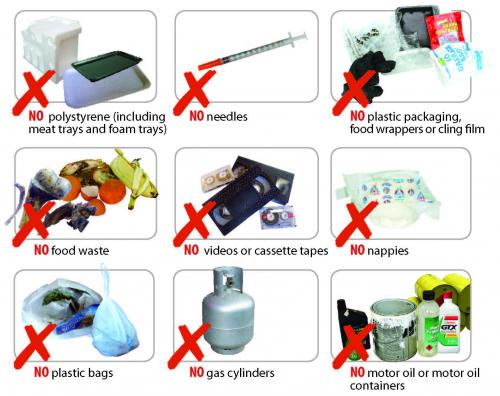 NO polystyrene (including
meat trays and foam trays)
NO needles
NO plastic packaging,
food wrappers or cling film
NO food waste
NO videos or cassette tapes
NO nappies
NO plastic bags
NO gas cylinders
GTX
NO motor oil or motor oil
containers